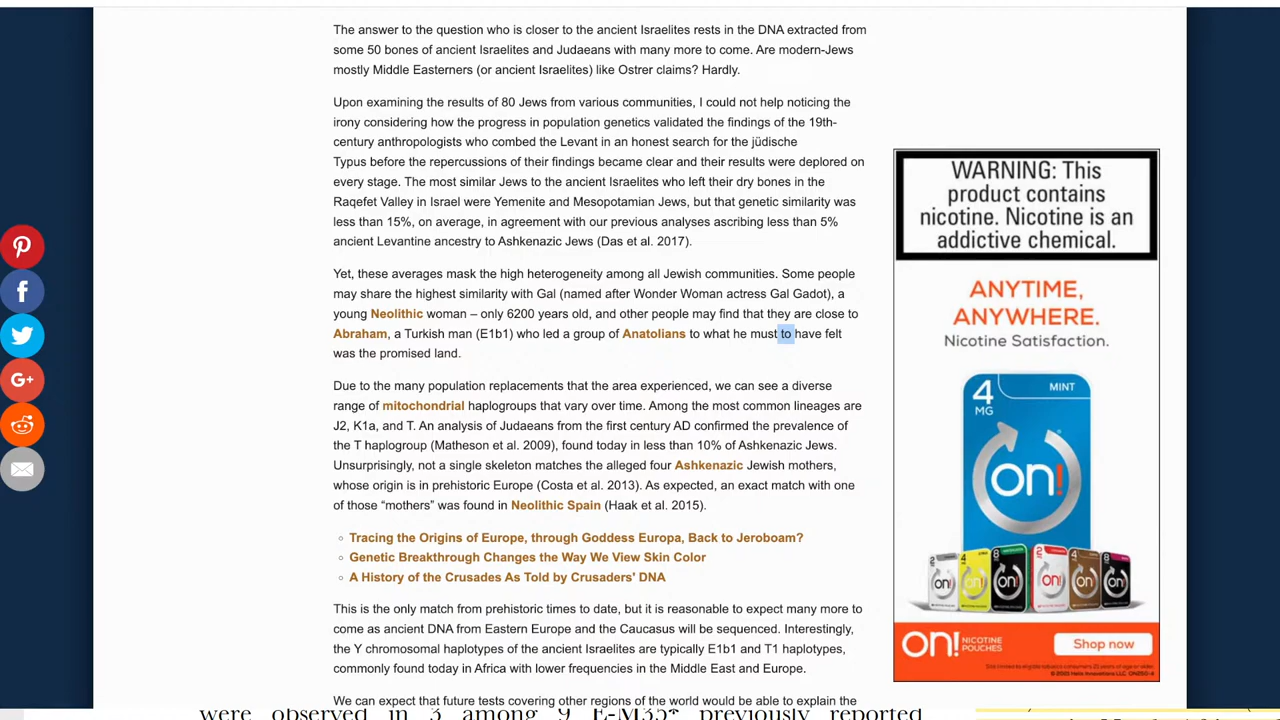 The answer to the question who is closer to the ancient Israelites rests in the DNA extracted from
some 50 bones of ancient Israelites and Judaeans with many more to come. Are modern-Jews
mostly Middle Easterners (or ancient Israelites) like Ostrer claims? Hardly.
Upon examining the results of 80 Jews from various communities, I could not help noticing the
irony considering how the progress in population genetics validated the findings of the 19th-
century anthropologists who combed the Levant in an honest search for the jüdische
Typus before the repercussions of their findings became clear and their results were deplored on
every stage. The most similar Jews to the ancient Israelites who left their dry bones in the
Raqefet Valley in Israel were Yemenite and Mesopotamian Jews, but that genetic similarity was
less than 15%, on average, in agreement with our previous analyses ascribing less than 5%
ancient Levantine ancestry to Ashkenazic Jews (Das et al. 2017).
Yet, these averages mask the high heterogeneity among all Jewish communities. Some people
may share the highest similarity with Gal (named after Wonder Woman actress Gal Gadot), a
young Neolithic woman – only 6200 years old, and other people may find that they are close to
Abraham, a Turkish man (E1b1) who led a group of Anatolians to what he must to have felt
was the promised land.
Due to the many population replacements that the area experienced, we can see a diverse
range of mitochondrial haplogroups that vary over time. Among the most common lineages are
J2, K1a, and T. An analysis of Judaeans from the first century AD confirmed the prevalence of
the T haplogroup (Matheson et al. 2009), found today in less than 10% of Ashkenazic Jews.
Unsurprisingly, not a single skeleton matches the alleged four Ashkenazic Jewish mothers,
whose origin is in prehistoric Europe (Costa et al. 2013). As expected, an exact match with one
of those “mothers” was found in Neolithic Spain (Haak et al. 2015).
Tracing the Origins of Europe, through Goddess Europa, Back to Jeroboam?
Genetic Breakthrough Changes the Way We View Skin Color
A History of the Crusades As Told by Crusaders' DNA
This is the only match from prehistoric times to date, but it is reasonable to expect many more to
come as ancient DNA from Eastern Europe and the Caucasus will be sequenced. Interestingly,
the Y chromosomal haplotypes of the ancient Israelites are typically E1b1 and T1 haplotypes,
commonly found today in Africa with lower frequencies in the Middle East and Europe.
We can expect that future tests covering other regions of the world would be able to explain the
were observed in 3 among 9 E-M35* previously reported
WARNING: This
product contains
nicotine. Nicotine is an
addictive chemical.
ANYTIME,
ANYWHERE.
Nicotine Satisfaction.
4
MG
MINT
on!
on! on! on! on! on! on!
on! NICOTINE
POUCHES
Shop now